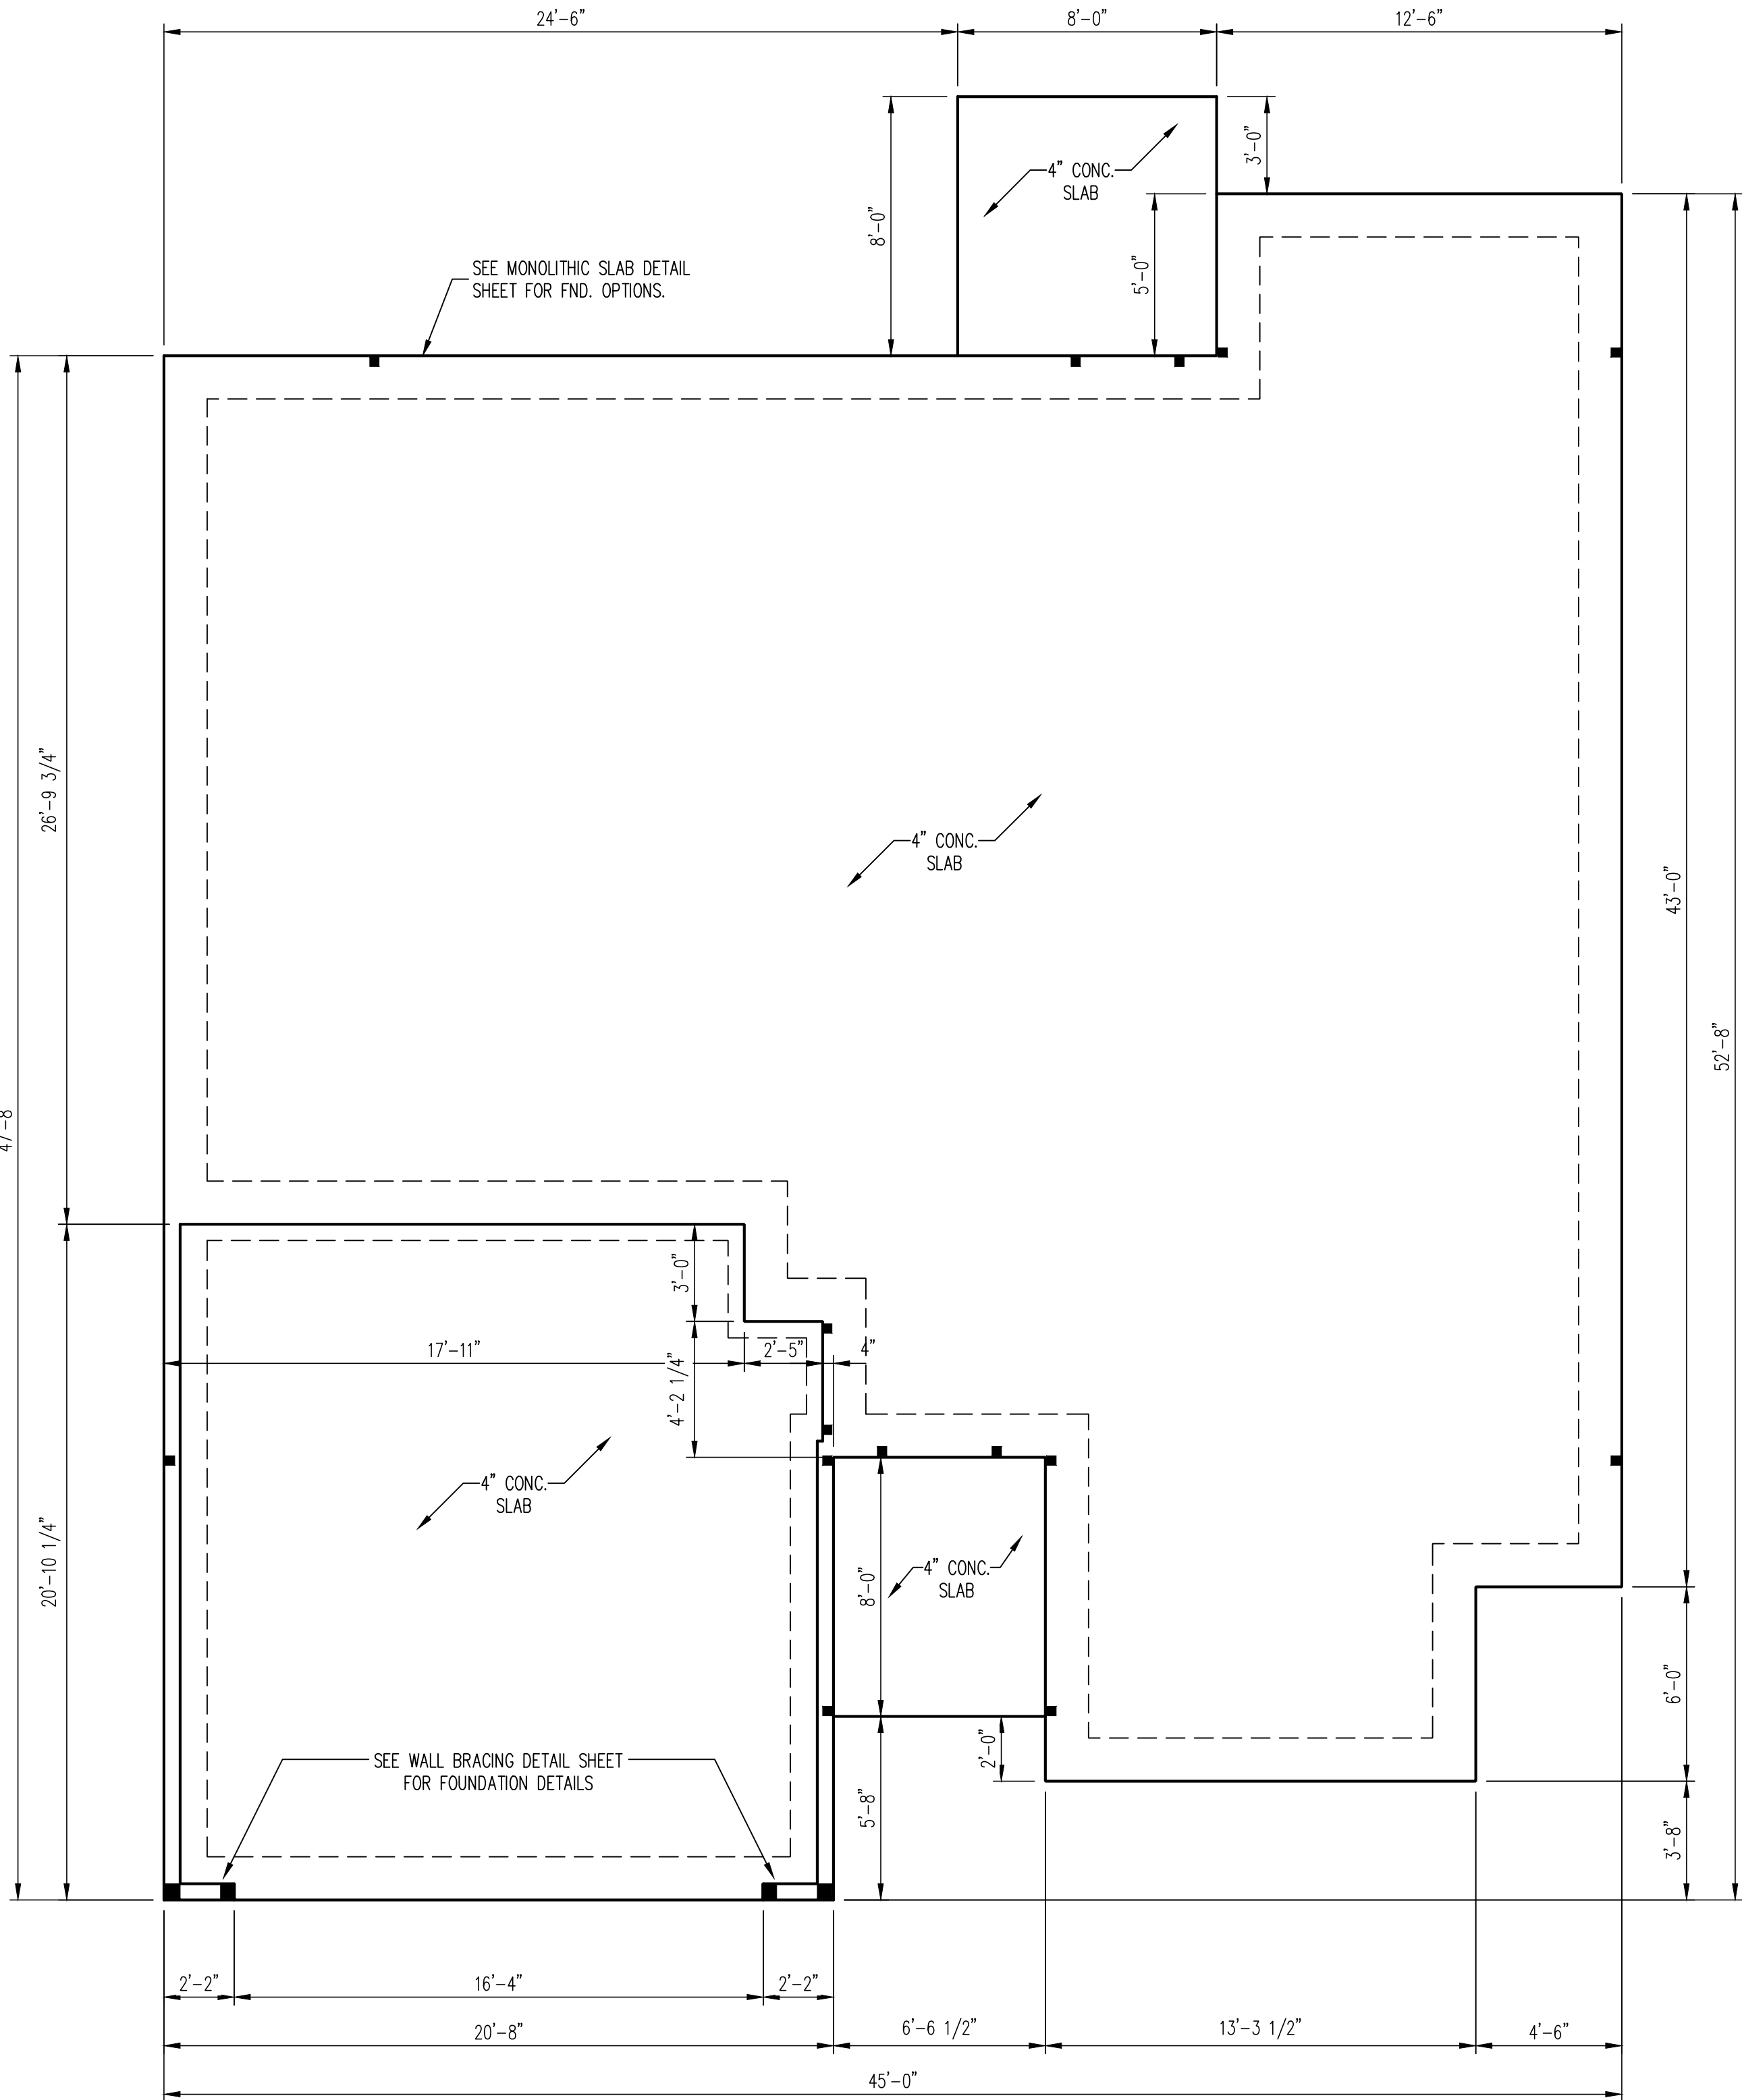 24'-6"
8'-0"
12'-6"
3'-0"
4" CONC.
SLAB
8'-0"
5'-0"
SEE MONOLITHIC SLAB DETAIL
SHEET FOR FND. OPTIONS.
26'-9 3/4"
4" CONC.
SLAB
43'-0"
52'-8"
47'-8
3'-0"
17'-11"
2'-5"
4"
4'-2 1/4"
4" CONC.
SLAB
20'-10 1/4"
8'-0"
4" CONC.
SLAB
6'-0"
2'-0"
SEE WALL BRACING DETAIL SHEET
FOR FOUNDATION DETAILS
5'-8"
3'-8"
2'-2"
16'-4"
2'-2"
20'-8"
6'-6 1/2"
13'-3 1/2"
4'-6"
45'-0"